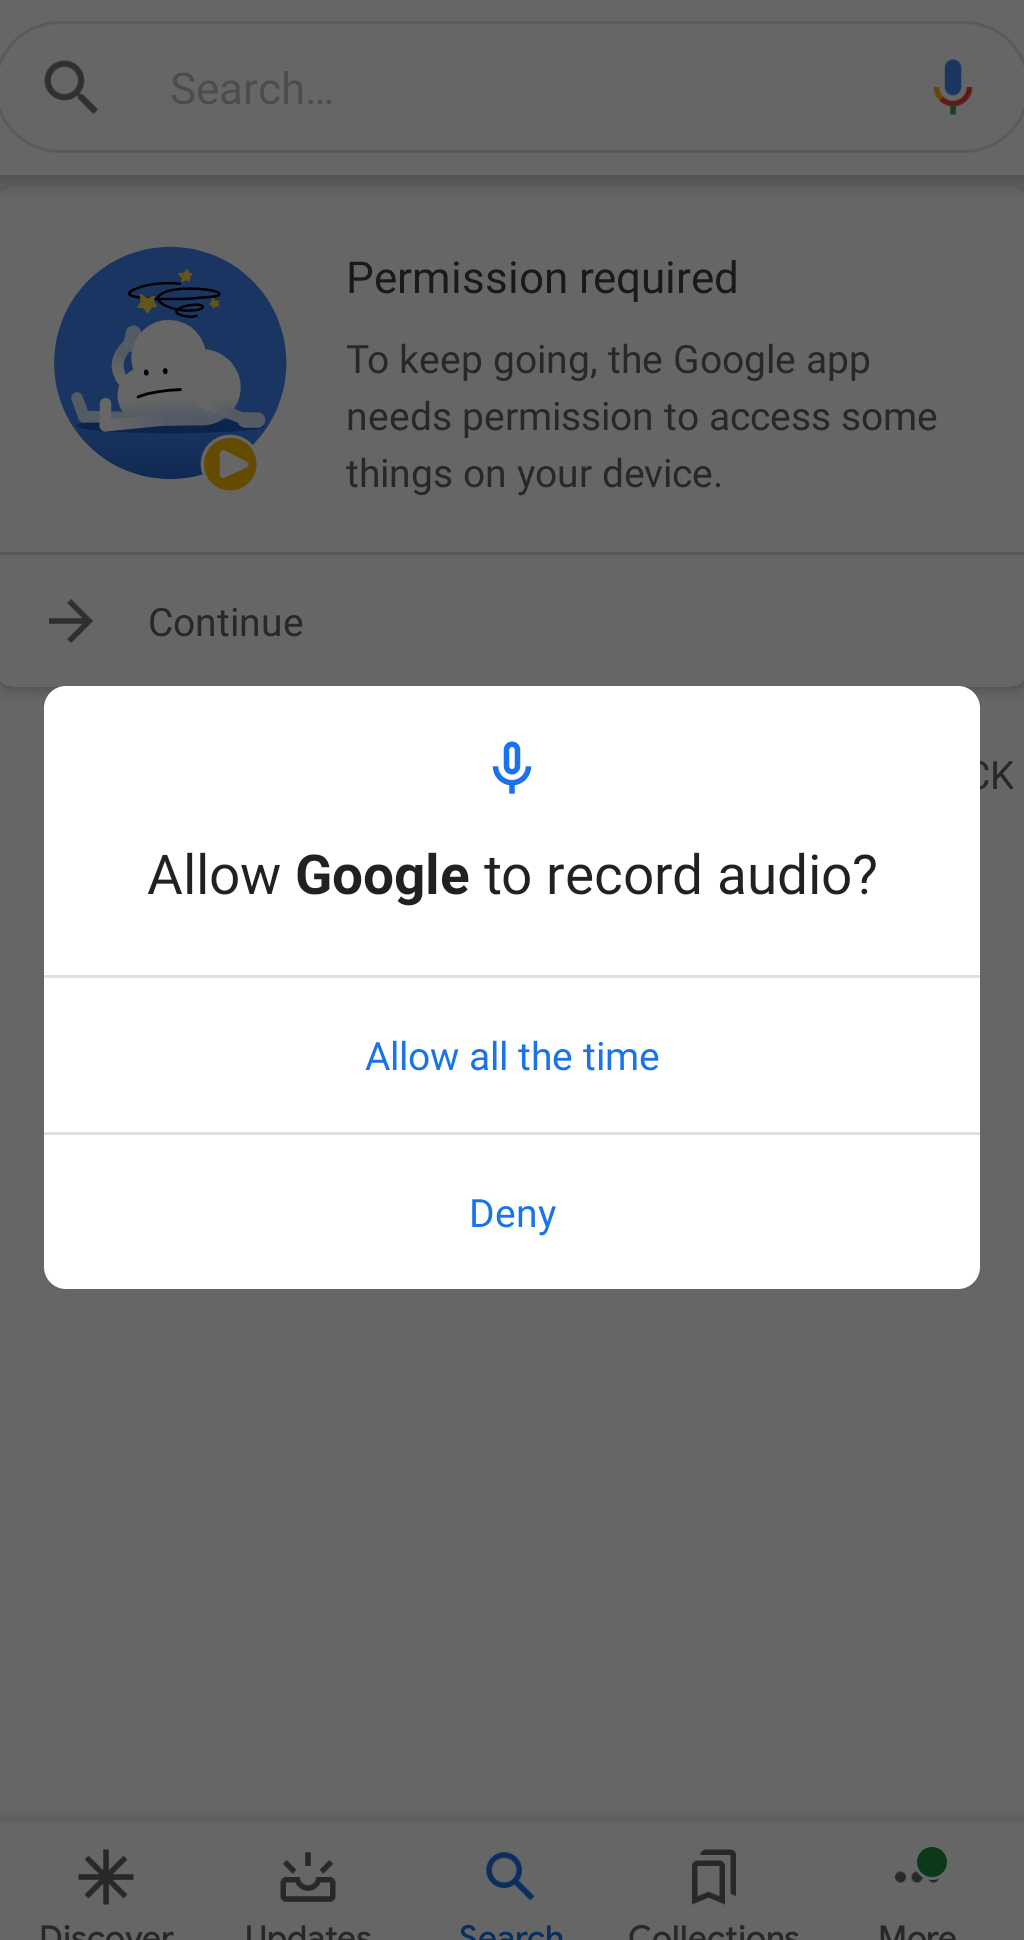 Search...
Permission required
To keep going, the Google app
needs permission to access some
things on your device.
Continue
CK
Allow Google to record audio?
Allow all the time
Deny
Discover
Updates
Search
Collections
More